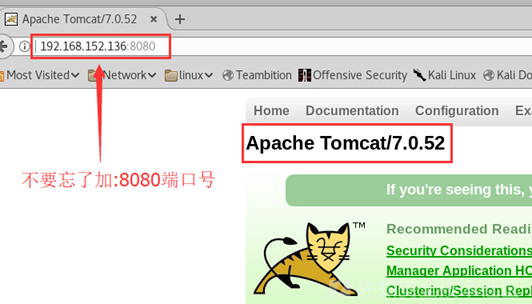 Apache Tomcat/7.0.52
192.168.152.136:8080
Most Visited
Network
linux
Teambition
Offensive Security
Kali Linux
Kali Do
Home Documentation Configuration Exa
Apache Tomcat/7.0.52
不要忘了加:8080端口号
If you're seeing this, y
TM
Recommended Readi
Security Considerations
Manager Application HO
Clustering/Session Repl